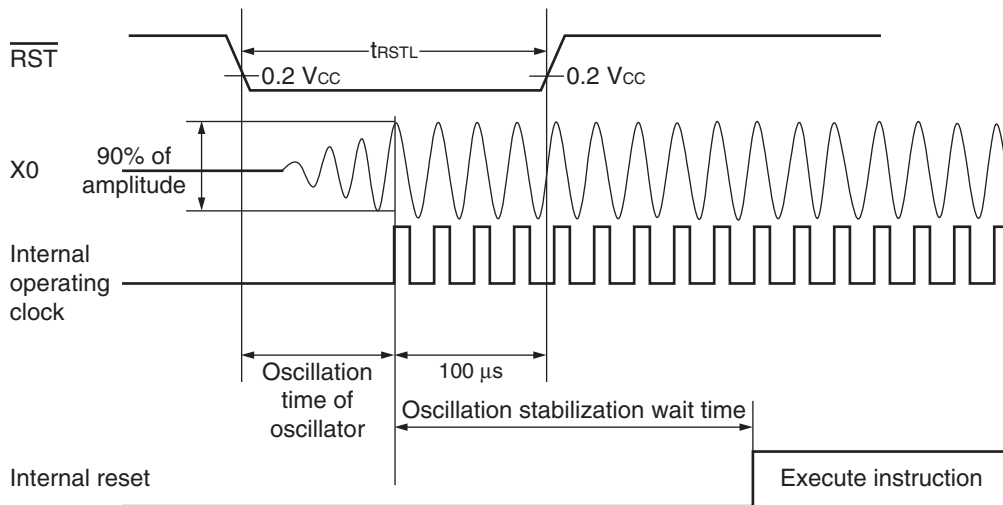 RST
tRSTL
0.2 VCC
0.2 VCC
X0
90% of
amplitude
Internal
operating
clock
Oscillation
time of
oscillator
100 μs
Oscillation stabilization wait time
Internal reset
Execute instruction